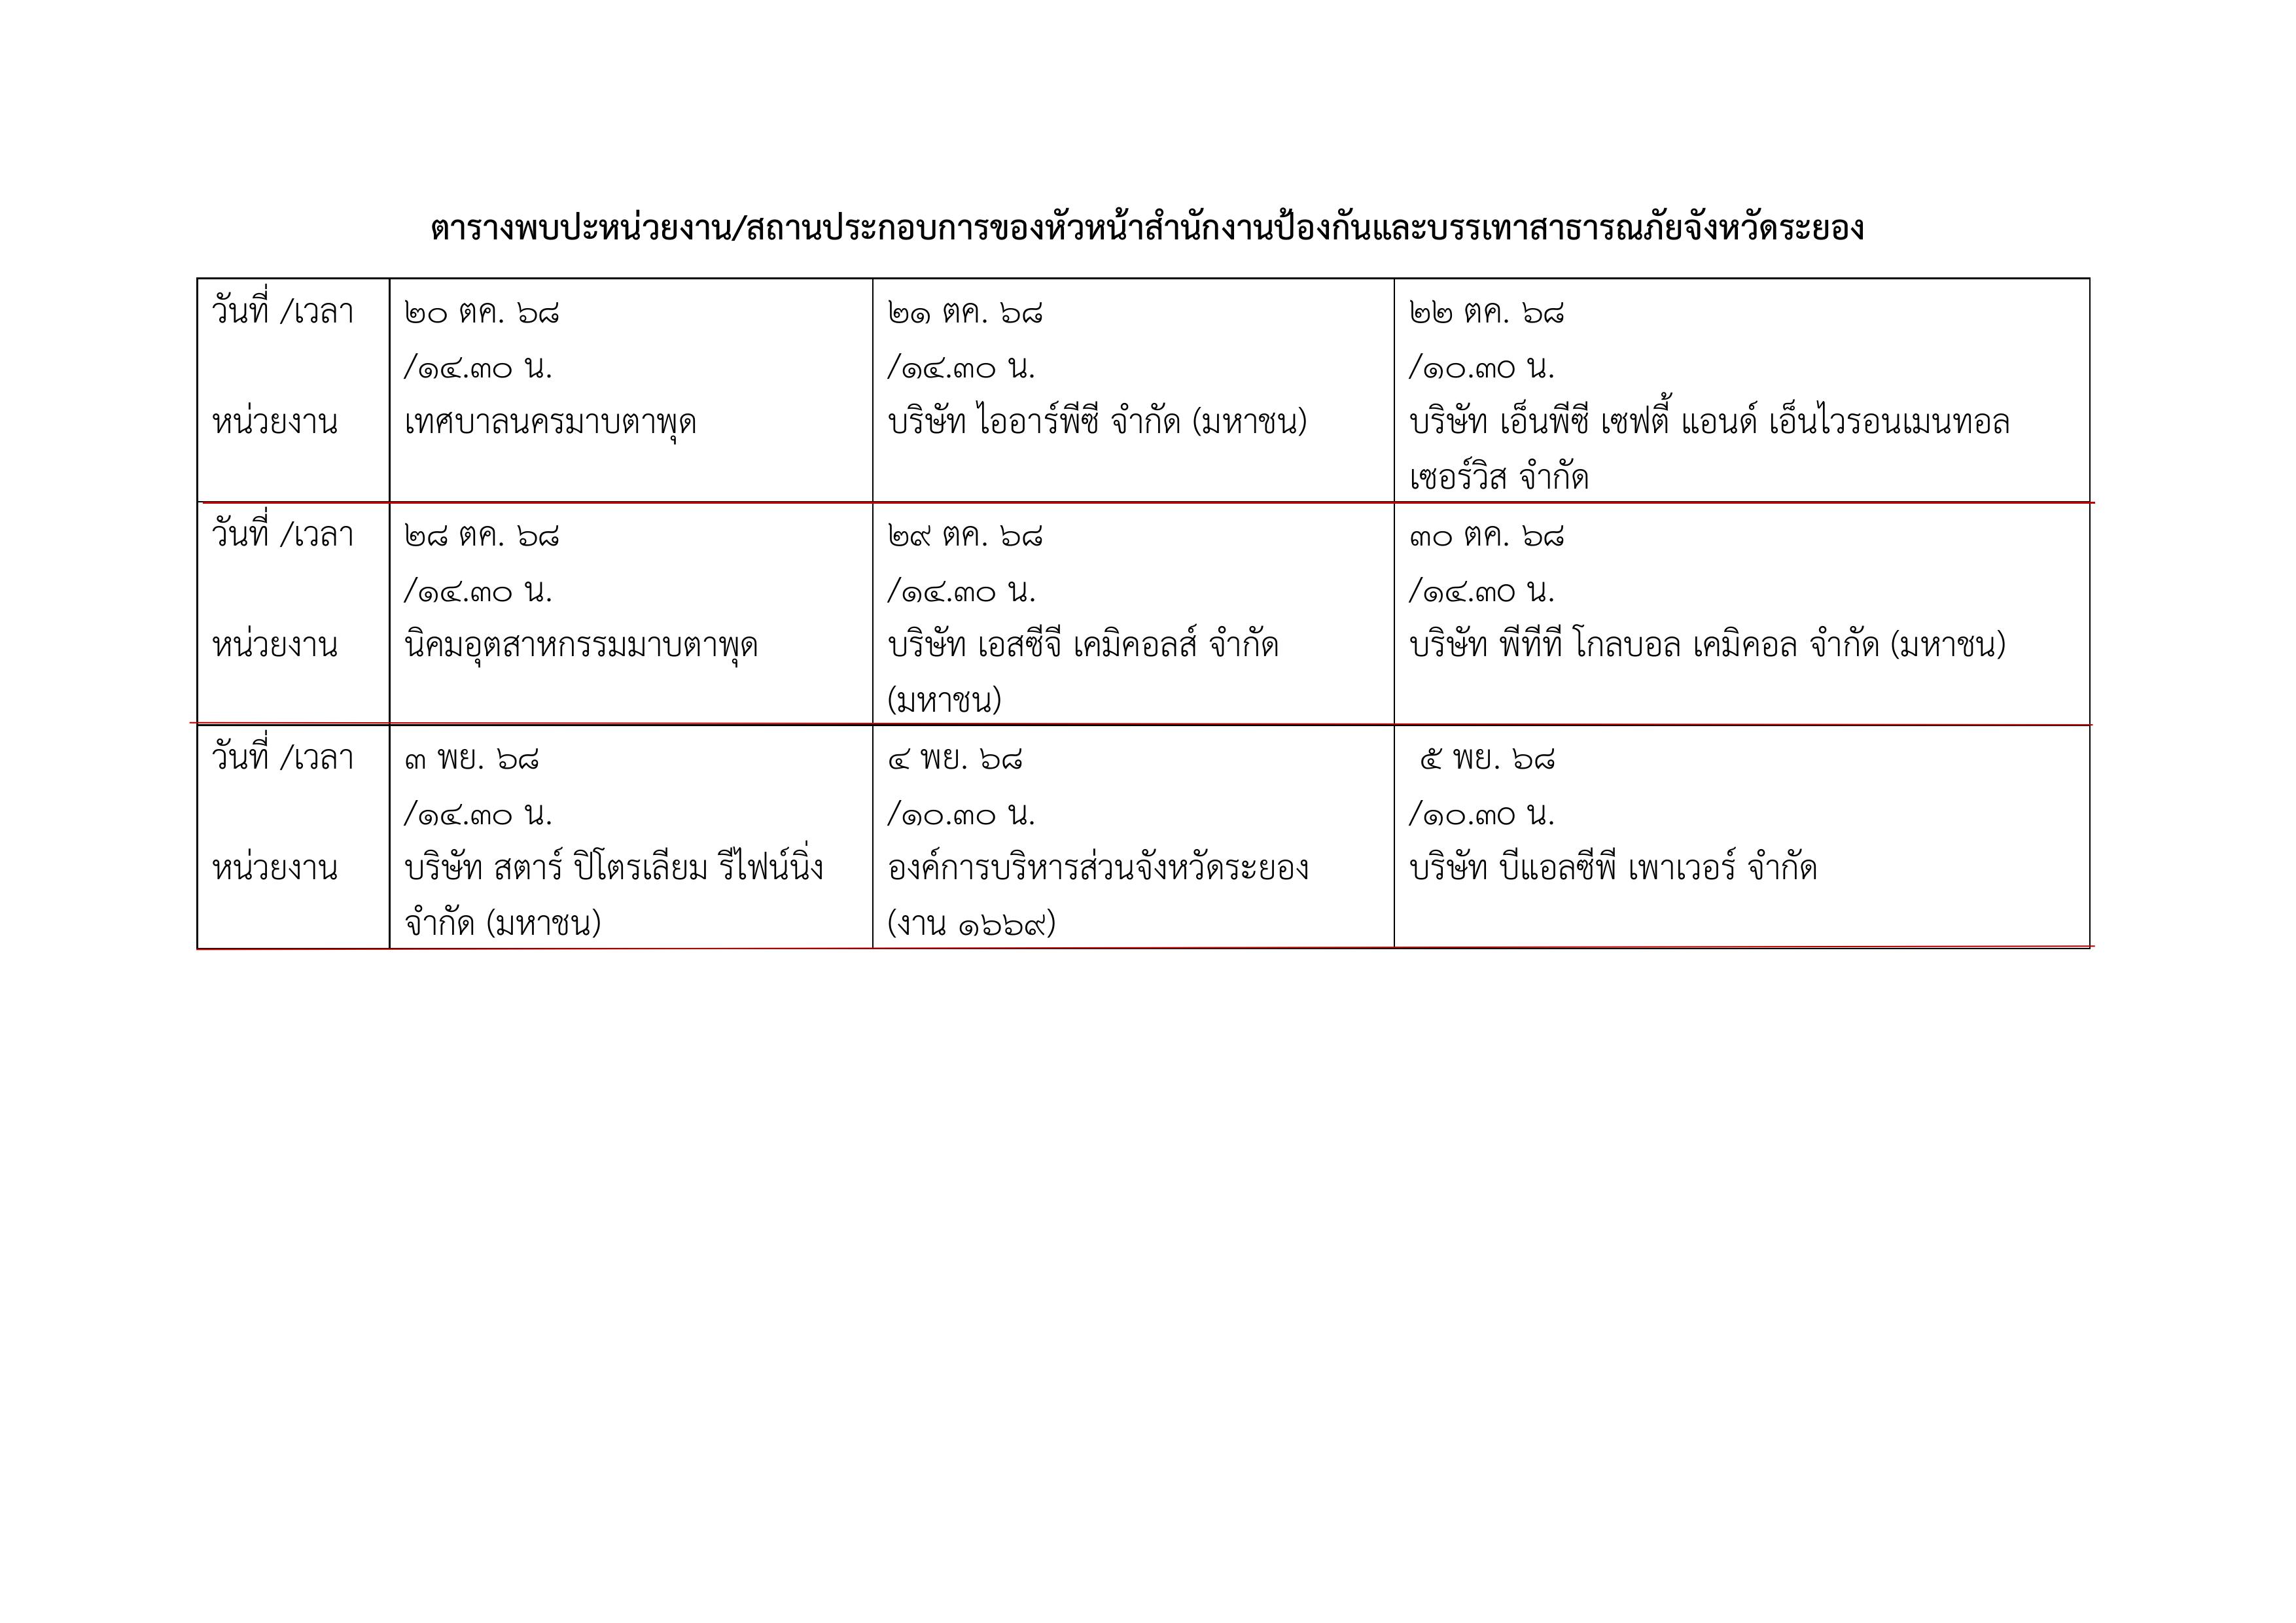 ตารางพบปะหน่วยงาน/สถานประกอบการของหัวหน้าสำนักงานป้องกันและบรรเทาสาธารณภัยจังหวัดระยอง
วันที่ /เวลา ๒๐ ตค. ๖๘ ๒๑ ตค. ๖๘ ๒๒ ตค. ๖๘
/๑๔.๓๐ น. /๑๔.๓๐ น. /๑๐.๓๐ น.
หน่วยงาน เทศบาลนครมาบตาพุด บริษัท ไออาร์พีซี จำกัด (มหาชน) บริษัท เอ็นพีซี เซฟตี้ แอนด์ เอ็นไวรอนเมนทอล
เซอร์วิส จำกัด
วันที่ /เวลา ๒๘ ตค. ๖๘ ๒๙ ตค. ๖๘ ๓๐ ตค. ๖๘
/๑๔.๓๐ น. /๑๔.๓๐ น. /๑๔.๓๐ น.
หน่วยงาน นิคมอุตสาหกรรมมาบตาพุด บริษัท เอสซีจี เคมิคอลส์ จำกัด บริษัท พีทีที โกลบอล เคมิคอล จำกัด (มหาชน)
(มหาชน)
วันที่ /เวลา ๓ พย. ๖๘ ๔ พย. ๖๘ ๕ พย. ๖๘
/๑๔.๓๐ น. /๑๐.๓๐ น. /๑๐.๓๐ น.
หน่วยงาน บริษัท สตาร์ ปิโตรเลียม รีไฟน์นิ่ง องค์การบริหารส่วนจังหวัดระยอง บริษัท บีแอลซีพี เพาเวอร์ จำกัด
จำกัด (มหาชน) (งาน ๑๖๖๙)